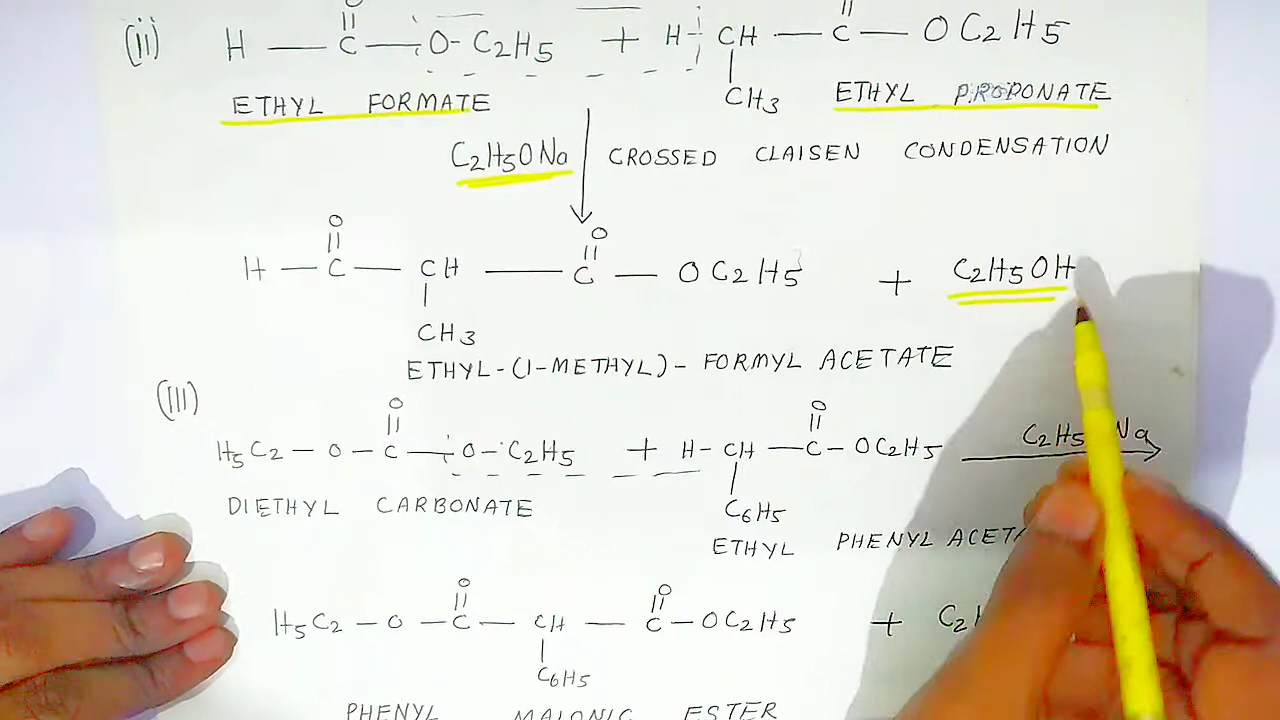 (ii) H — C — O - C2H5 + H - CH — C — OC2H5
|| ||
CH3
ETHYL FORMATE ETHYL PROPONATE
C2H5ONa CROSSED CLAISEN CONDENSATION
O O
|| ||
H — C — CH — C — OC2H5 + C2H5OH
|
CH3
ETHYL-(1-METHYL)- FORMYL ACETATE
(III)
O O
|| ||
H5C2 — O — C — O - C2H5 + H - CH — C — OC2H5
|
C6H5
DIETHYL CARBONATE
ETHYL PHENYL
O O
|| ||
H5C2 — O — C — CH — C — OC2H5 +
|
C6H5
PHENYL MALONIC ESTER